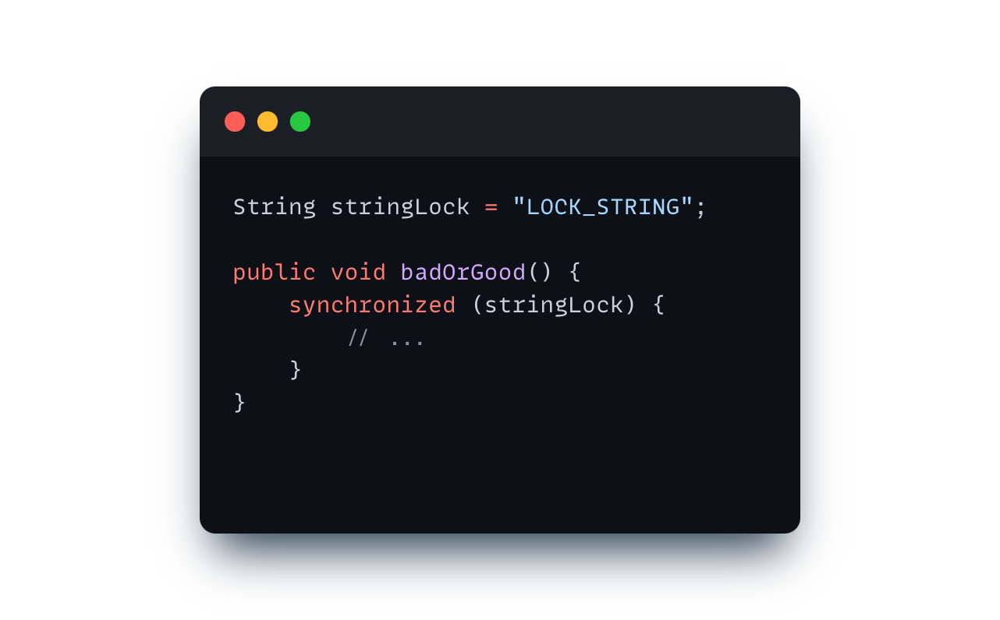 String stringLock = "LOCK_STRING";
public void badOrGood() {
synchronized (stringLock) {
// ...
}
}